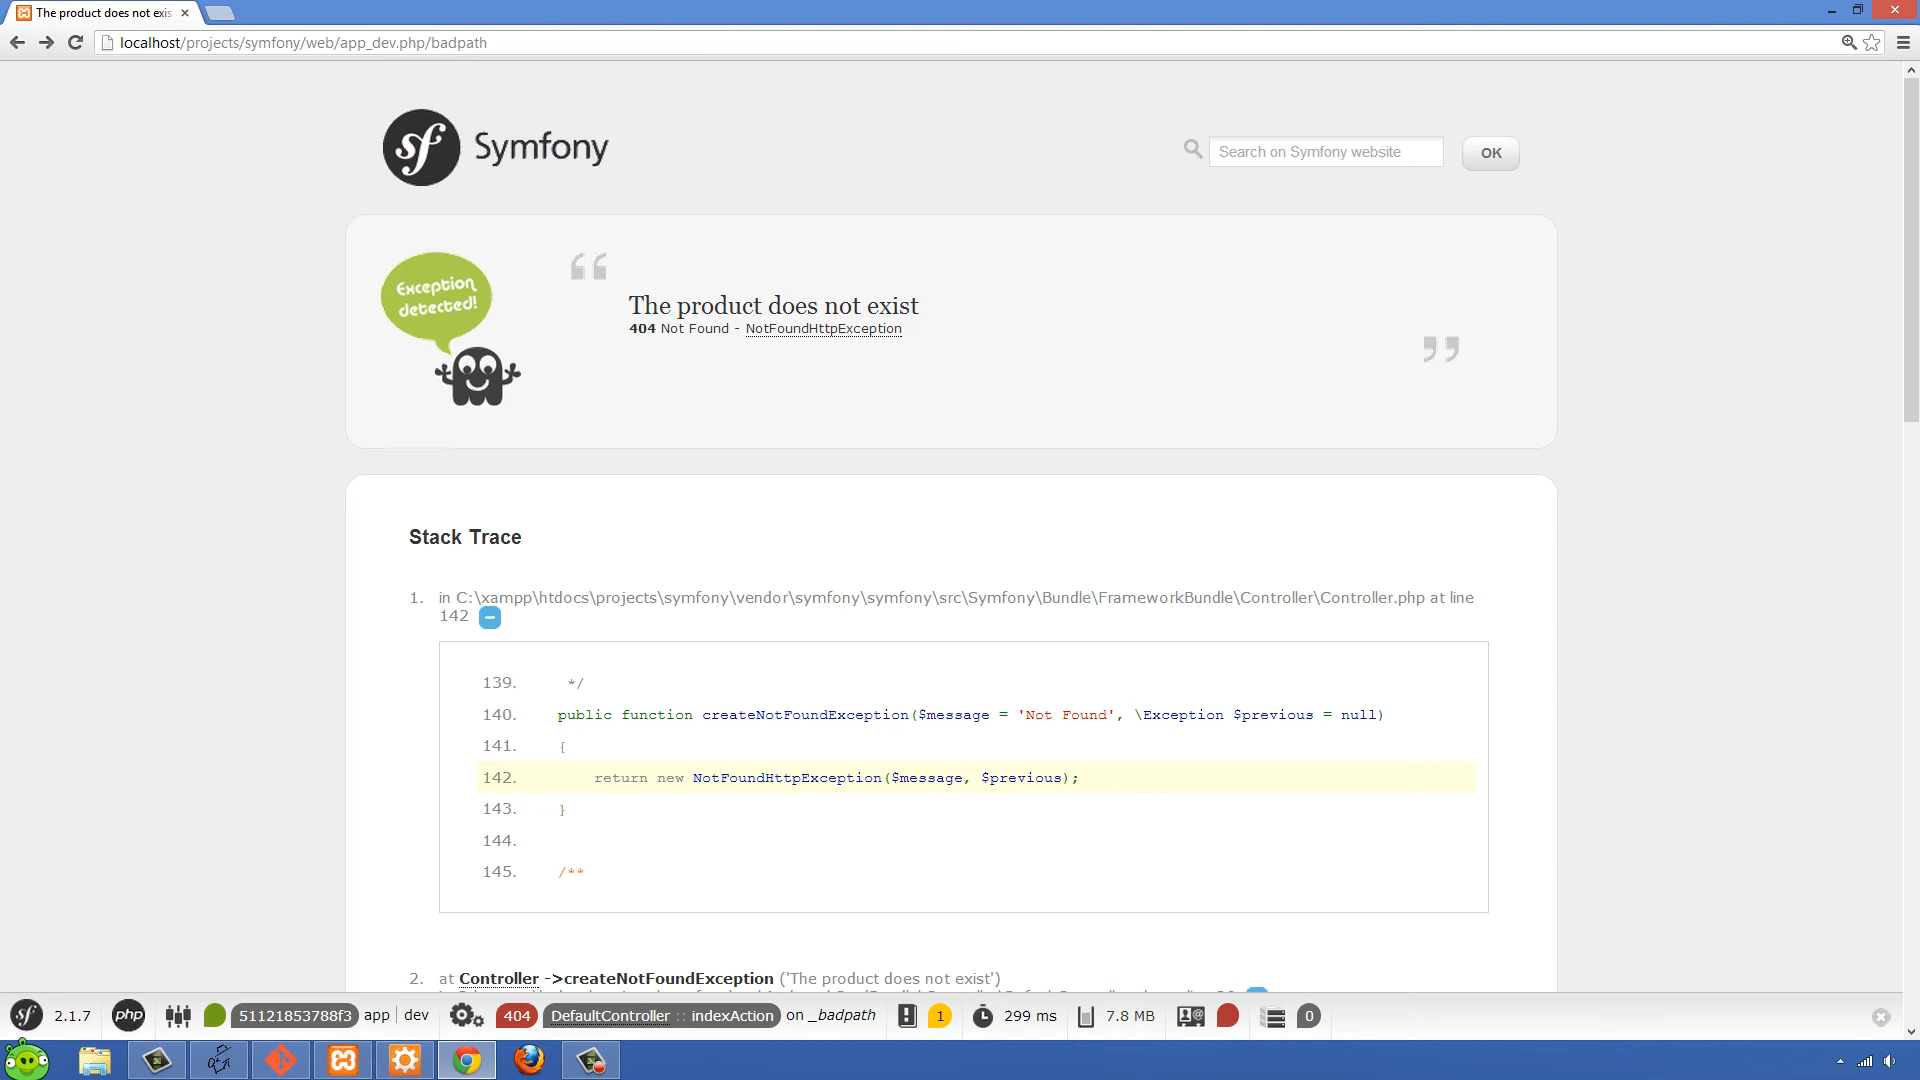 The product does not exis
localhost/projects/symfony/web/app_dev.php/badpath
sf Symfony
Search on Symfony website
OK
Exception
detected!
“
The product does not exist
404 Not Found - NotFoundHttpException
”
Stack Trace
1. in C:\xampp\htdocs\projects\symfony\vendor\symfony\symfony\src\Symfony\Bundle\FrameworkBundle\Controller\Controller.php at line
142
139. */
140. public function createNotFoundException($message = 'Not Found', \Exception $previous = null)
141. {
142. return new NotFoundHttpException($message, $previous);
143. }
144.
145. /**
2. at Controller ->createNotFoundException ('The product does not exist')
sf 2.1.7 php 51121853788f3 app | dev 404 DefaultController :: indexAction on _badpath 1 299 ms 7.8 MB 0